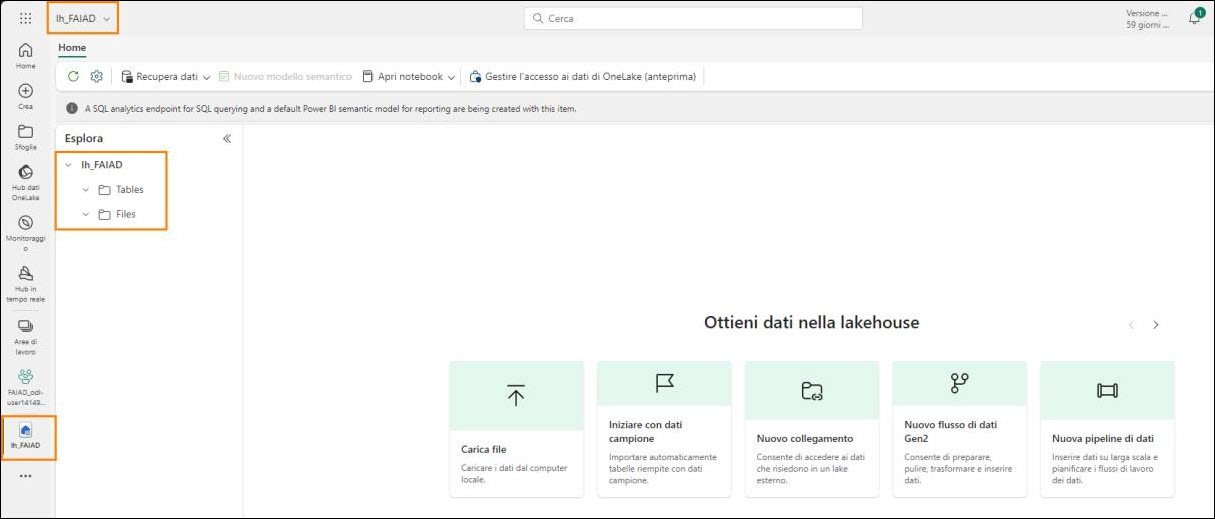 lh_FAIAD
Cerca
Versione ...
59 giorni ...
1
Home
Home
Recupera dati
Nuovo modello semantico
Apri notebook
Gestire l'accesso ai dati di OneLake (anteprima)
A SQL analytics endpoint for SQL querying and a default Power BI semantic model for reporting are being created with this item.
Crea
Sfoglia
Hub dati
OneLake
Monitoraggi
o
Hub in
tempo reale
Aree di
lavoro
FAIAD_odl-
user14149...
lh_FAIAD
Esplora
lh_FAIAD
Tables
Files
Ottieni dati nella lakehouse
Carica file
Caricare i dati dal computer
locale.
Iniziare con dati
campione
Importare automaticamente
tabelle riempite con dati
campione.
Nuovo collegamento
Consente di accedere ai dati
che risiedono in un lake
esterno.
Nuovo flusso di dati
Gen2
Consente di preparare,
pulire, trasformare e inserire
dati.
Nuova pipeline di dati
Inserire dati su larga scala e
pianificare i flussi di lavoro
dei dati.